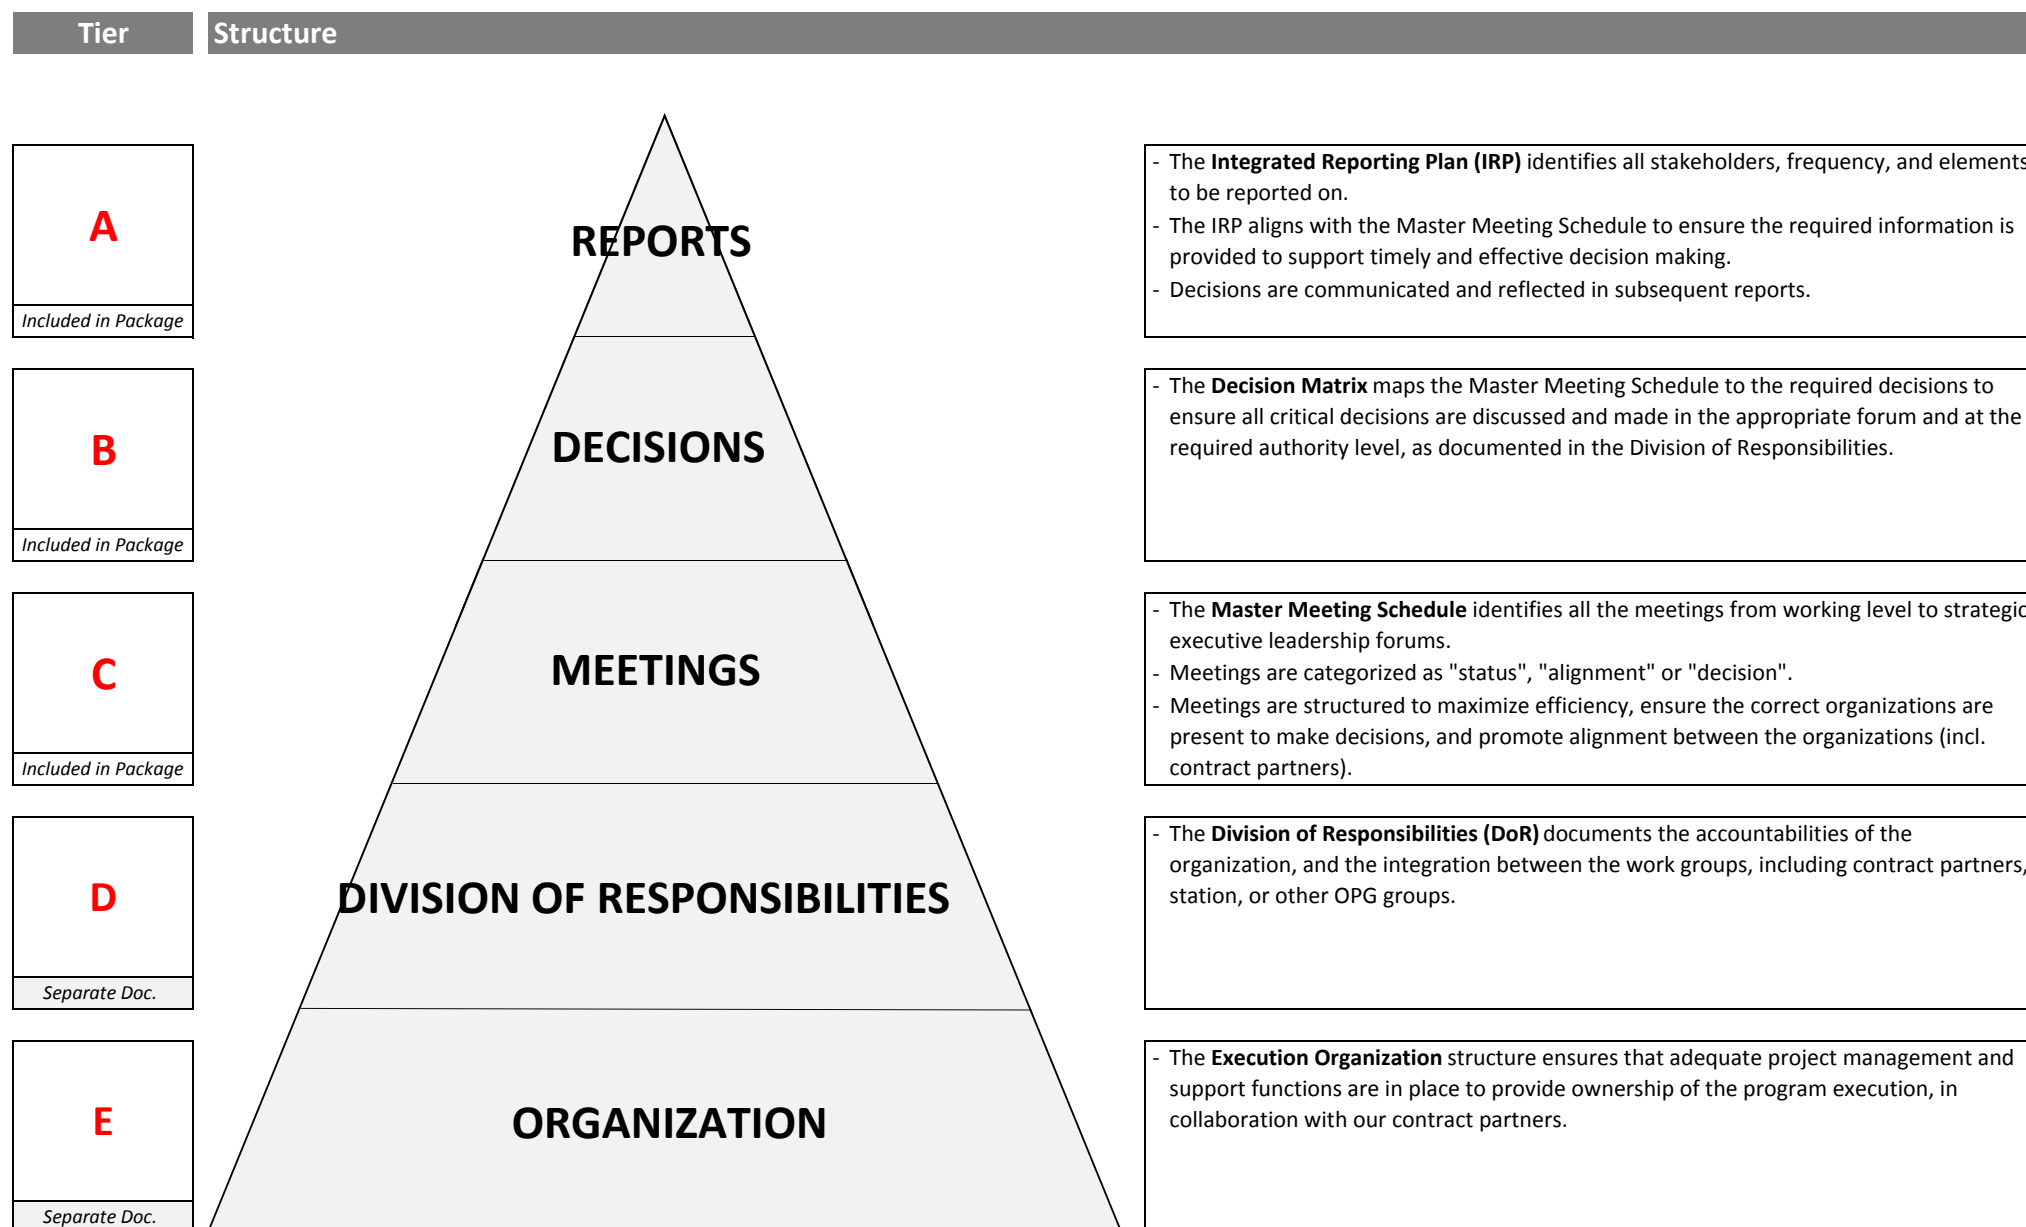 Tier
Structure
A
Included in Package
REPORTS
- The Integrated Reporting Plan (IRP) identifies all stakeholders, frequency, and elements
to be reported on.
- The IRP aligns with the Master Meeting Schedule to ensure the required information is
provided to support timely and effective decision making.
- Decisions are communicated and reflected in subsequent reports.
B
Included in Package
DECISIONS
- The Decision Matrix maps the Master Meeting Schedule to the required decisions to
ensure all critical decisions are discussed and made in the appropriate forum and at the
required authority level, as documented in the Division of Responsibilities.
C
Included in Package
MEETINGS
- The Master Meeting Schedule identifies all the meetings from working level to strategic
executive leadership forums.
- Meetings are categorized as "status", "alignment" or "decision".
- Meetings are structured to maximize efficiency, ensure the correct organizations are
present to make decisions, and promote alignment between the organizations (incl.
contract partners).
D
Separate Doc.
DIVISION OF RESPONSIBILITIES
- The Division of Responsibilities (DoR) documents the accountabilities of the
organization, and the integration between the work groups, including contract partners,
station, or other OPG groups.
E
Separate Doc.
ORGANIZATION
- The Execution Organization structure ensures that adequate project management and
support functions are in place to provide ownership of the program execution, in
collaboration with our contract partners.